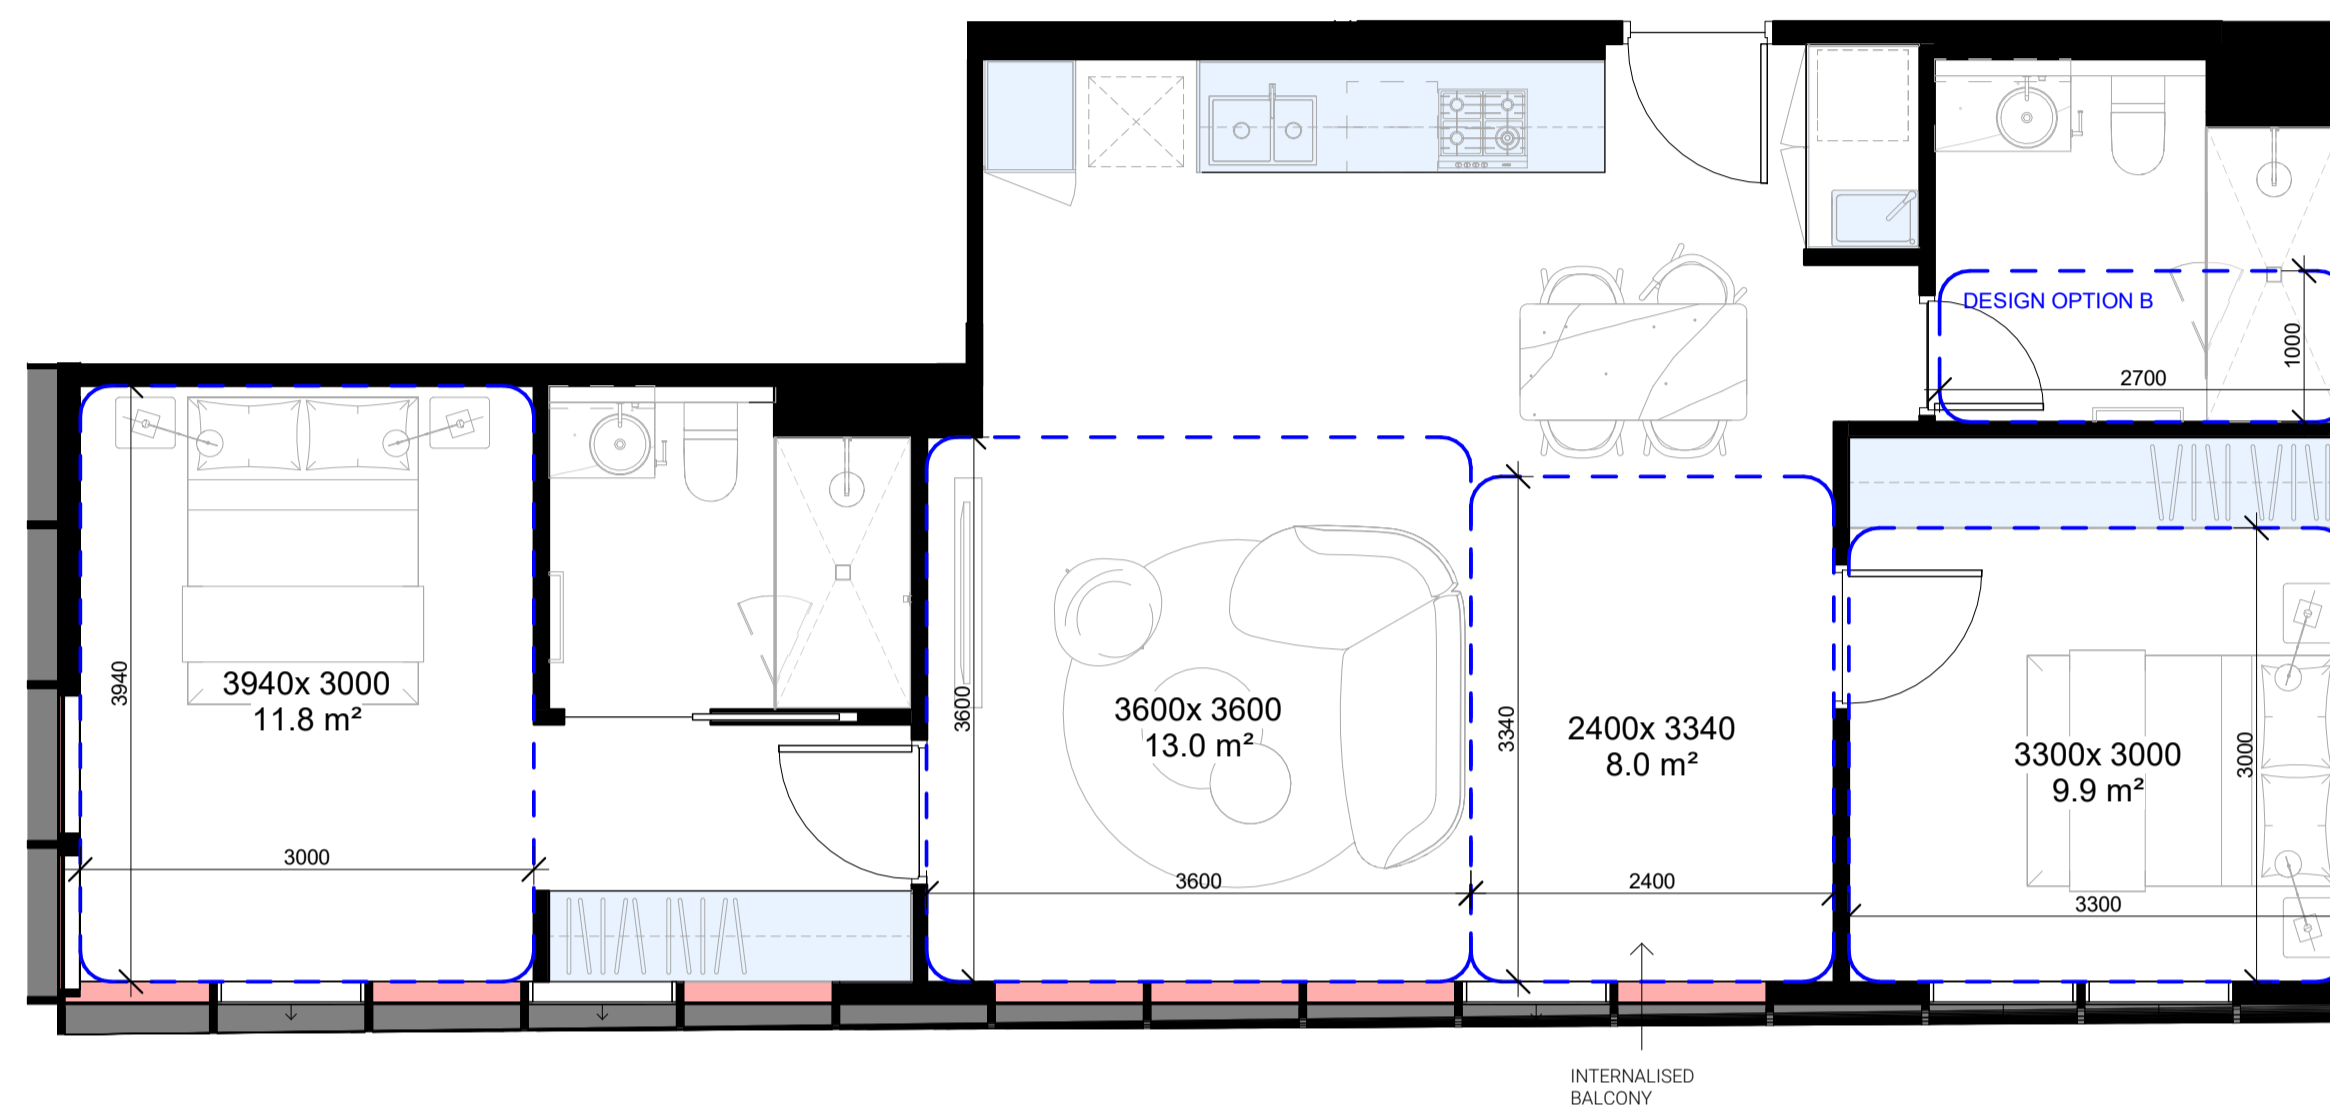 DESIGN OPTION B
1000
2700
3940
3940x 3000
11.8 m²
3000
3600
3600x 3600
13.0 m²
3600
3340
2400x 3340
8.0 m²
2400
3300x 3000
9.9 m²
3000
3300
INTERNALISED
BALCONY